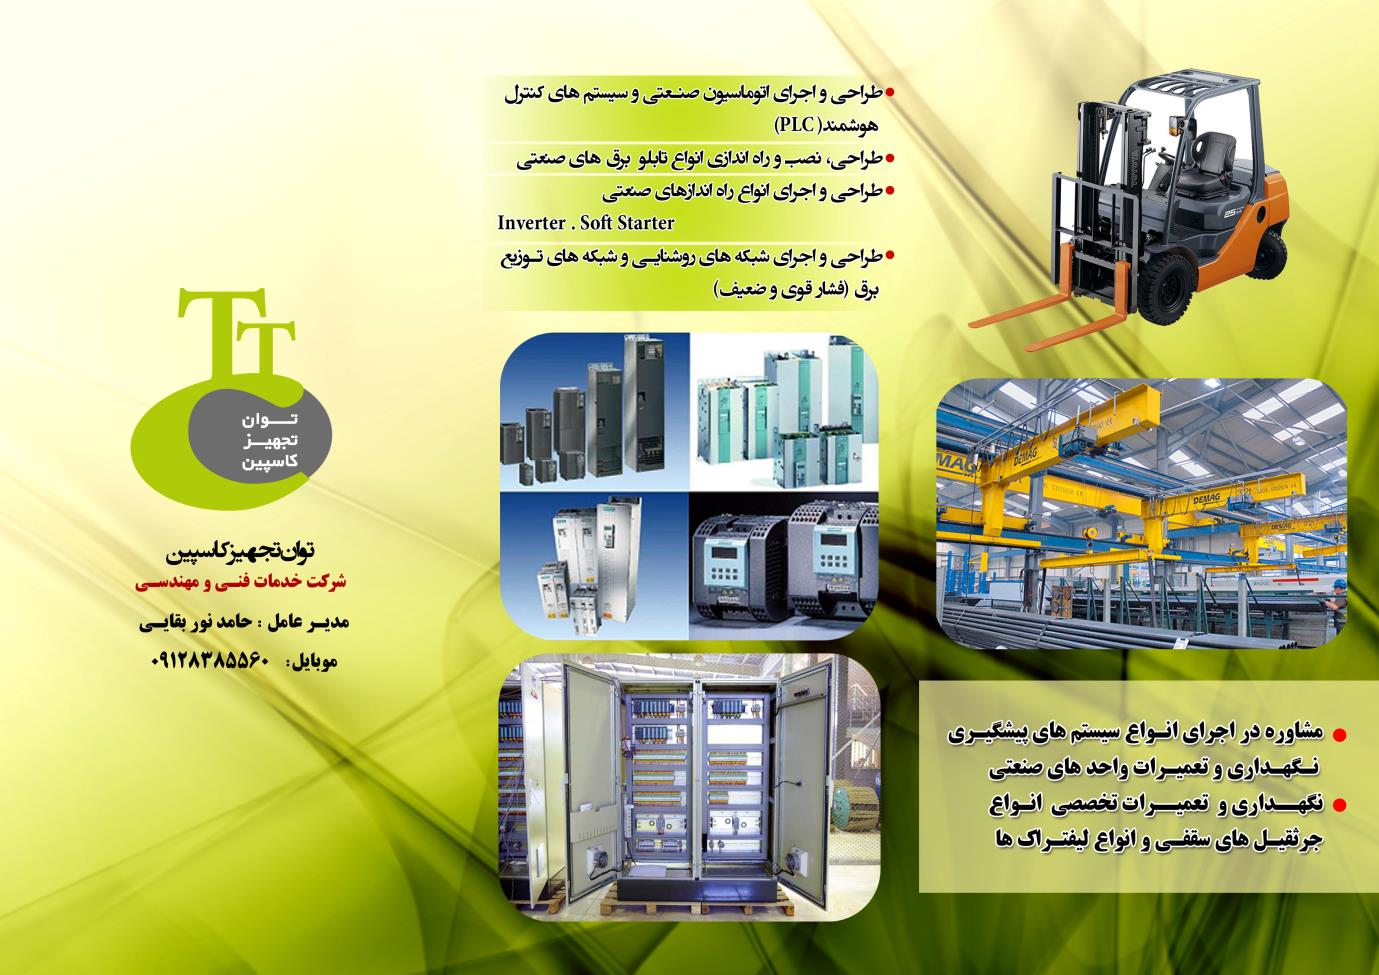 ●طراحی و اجرای اتوماسیون صنعتی و سیستم های کنترل
هوشمند(PLC)
●طراحی، نصب و راه اندازی انواع تابلو برق های صنعتی
●طراحی و اجرای انواع راه اندازهای صنعتی
Inverter . Soft Starter
●طراحی و اجرای شبکه های روشنایی و شبکه های توزیع
برق (فشار قوی و ضعیف)
25
DEMAG
DEMAG
DEMAG
● مشاوره در اجرای انواع سیستم های پیشگیری
نگهداری و تعمیرات واحد های صنعتی
● نگهداری و تعمیرات تخصصی انواع
جرثقیل های سقفی و انواع لیفتراک ها
TT
توان
تجهیز
کاسپین
توان تجهیز کاسپین
شرکت خدمات فنی و مهندسی
مدیر عامل : حامد نور بقایی
موبایل: ۰۹۱۲۸۳۸۵۵۶۰